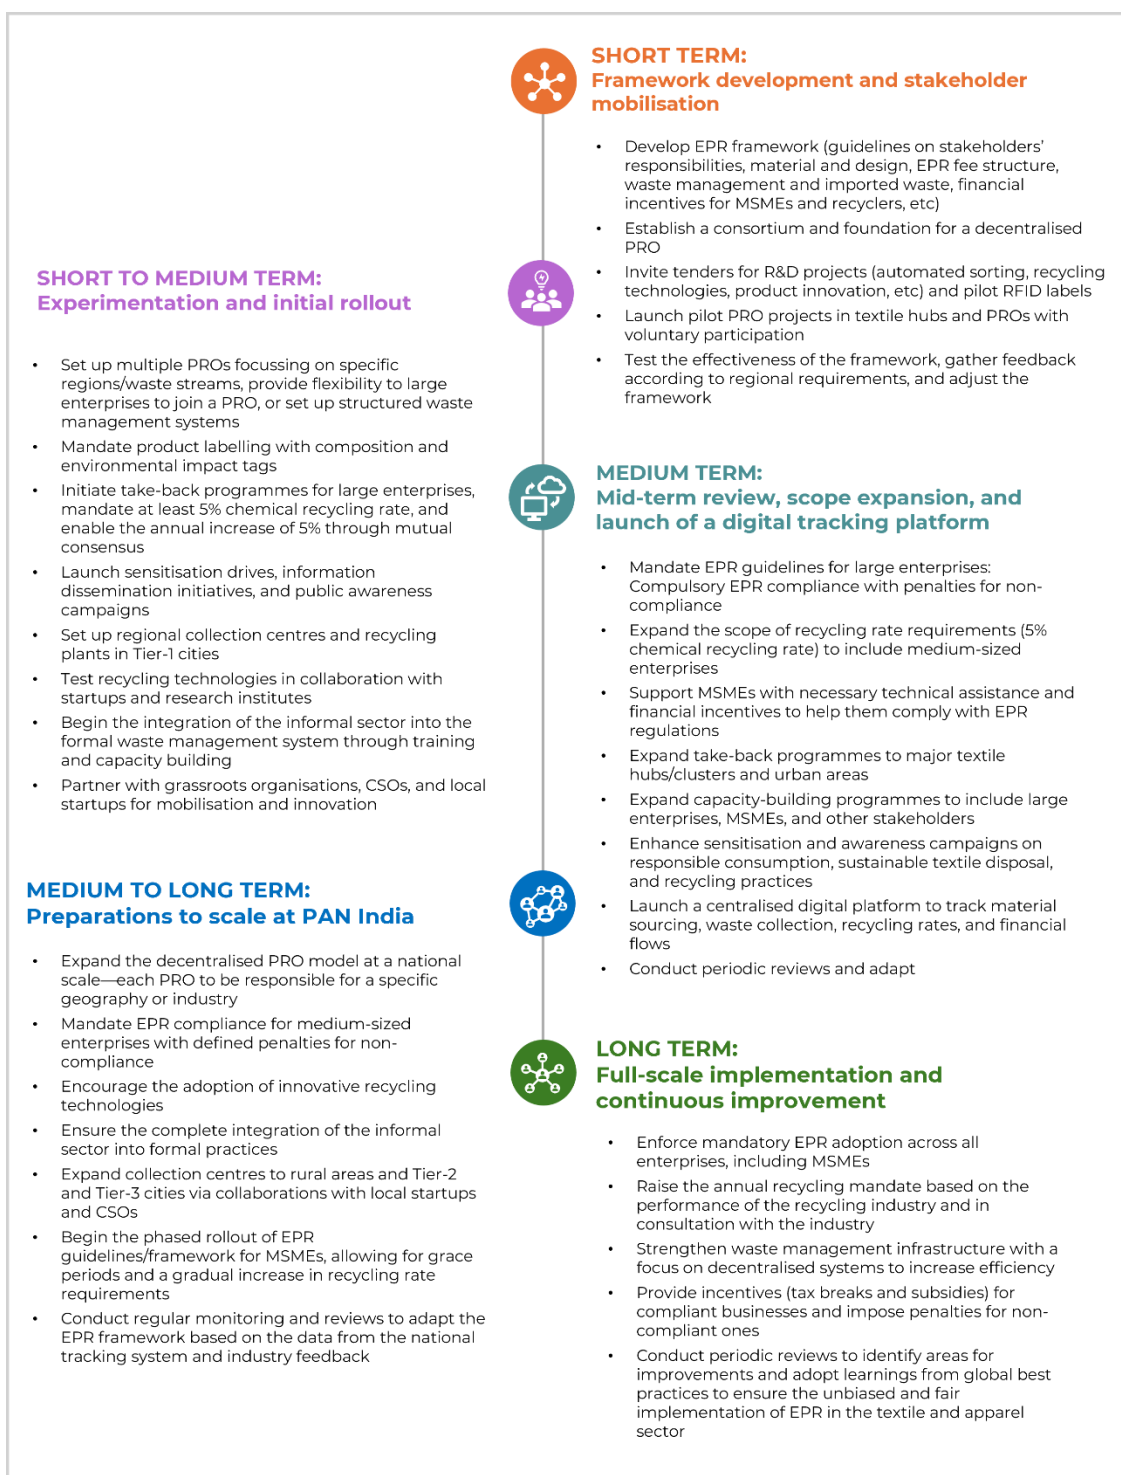 SHORT TERM:
Framework development and stakeholder
mobilisation
• Develop EPR framework (guidelines on stakeholders’
responsibilities, material and design, EPR fee structure,
waste management and imported waste, financial
incentives for MSMEs and recyclers, etc)
• Establish a consortium and foundation for a decentralised
PRO
• Invite tenders for R&D projects (automated sorting, recycling
technologies, product innovation, etc) and pilot RFID labels
• Launch pilot PRO projects in textile hubs and PROs with
voluntary participation
• Test the effectiveness of the framework, gather feedback
according to regional requirements, and adjust the
framework
SHORT TO MEDIUM TERM:
Experimentation and initial rollout
• Set up multiple PROs focussing on specific
regions/waste streams, provide flexibility to large
enterprises to join a PRO, or set up structured waste
management systems
• Mandate product labelling with composition and
environmental impact tags
• Initiate take-back programmes for large enterprises,
mandate at least 5% chemical recycling rate, and
enable the annual increase of 5% through mutual
consensus
• Launch sensitisation drives, information
dissemination initiatives, and public awareness
campaigns
• Set up regional collection centres and recycling
plants in Tier-1 cities
• Test recycling technologies in collaboration with
startups and research institutes
• Begin the integration of the informal sector into the
formal waste management system through training
and capacity building
• Partner with grassroots organisations, CSOs, and local
startups for mobilisation and innovation
MEDIUM TERM:
Mid-term review, scope expansion, and
launch of a digital tracking platform
• Mandate EPR guidelines for large enterprises:
Compulsory EPR compliance with penalties for non-
compliance
• Expand the scope of recycling rate requirements (5%
chemical recycling rate) to include medium-sized
enterprises
• Support MSMEs with necessary technical assistance and
financial incentives to help them comply with EPR
regulations
• Expand take-back programmes to major textile
hubs/clusters and urban areas
• Expand capacity-building programmes to include large
enterprises, MSMEs, and other stakeholders
• Enhance sensitisation and awareness campaigns on
responsible consumption, sustainable textile disposal,
and recycling practices
• Launch a centralised digital platform to track material
sourcing, waste collection, recycling rates, and financial
flows
• Conduct periodic reviews and adapt
MEDIUM TO LONG TERM:
Preparations to scale at PAN India
• Expand the decentralised PRO model at a national
scale—each PRO to be responsible for a specific
geography or industry
• Mandate EPR compliance for medium-sized
enterprises with defined penalties for non-
compliance
• Encourage the adoption of innovative recycling
technologies
• Ensure the complete integration of the informal
sector into formal practices
• Expand collection centres to rural areas and Tier-2
and Tier-3 cities via collaborations with local startups
and CSOs
• Begin the phased rollout of EPR
guidelines/framework for MSMEs, allowing for grace
periods and a gradual increase in recycling rate
requirements
• Conduct regular monitoring and reviews to adapt the
EPR framework based on the data from the national
tracking system and industry feedback
LONG TERM:
Full-scale implementation and
continuous improvement
• Enforce mandatory EPR adoption across all
enterprises, including MSMEs
• Raise the annual recycling mandate based on the
performance of the recycling industry and in
consultation with the industry
• Strengthen waste management infrastructure with a
focus on decentralised systems to increase efficiency
• Provide incentives (tax breaks and subsidies) for
compliant businesses and impose penalties for non-
compliant ones
• Conduct periodic reviews to identify areas for
improvements and adopt learnings from global best
practices to ensure the unbiased and fair
implementation of EPR in the textile and apparel
sector